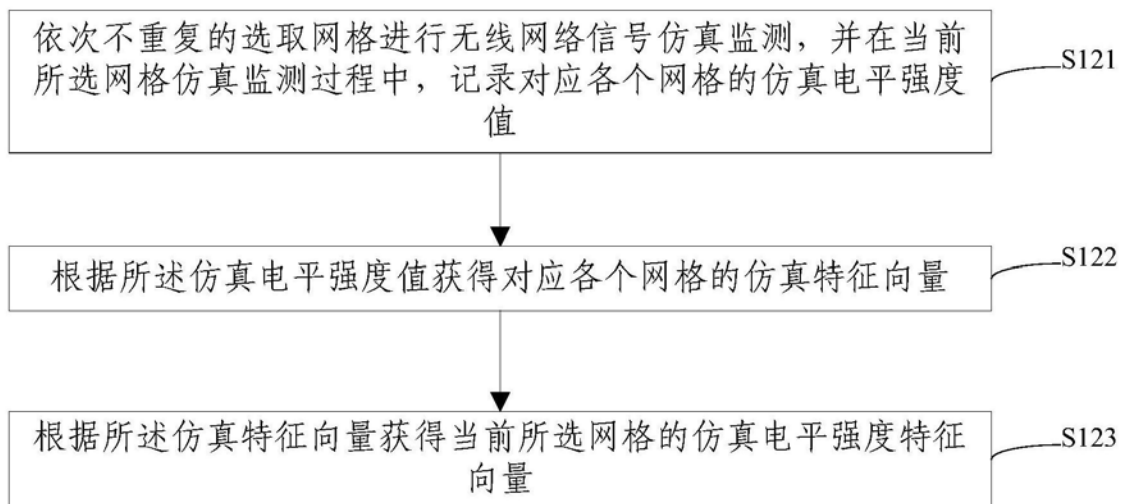 依次不重复的选取网格进行无线网络信号仿真监测，并在当前
所选网格仿真监测过程中，记录对应各个网格的仿真电平强度
值
S121
根据所述仿真电平强度值获得对应各个网格的仿真特征向量
S122
根据所述仿真特征向量获得当前所选网格的仿真电平强度特征
向量
S123